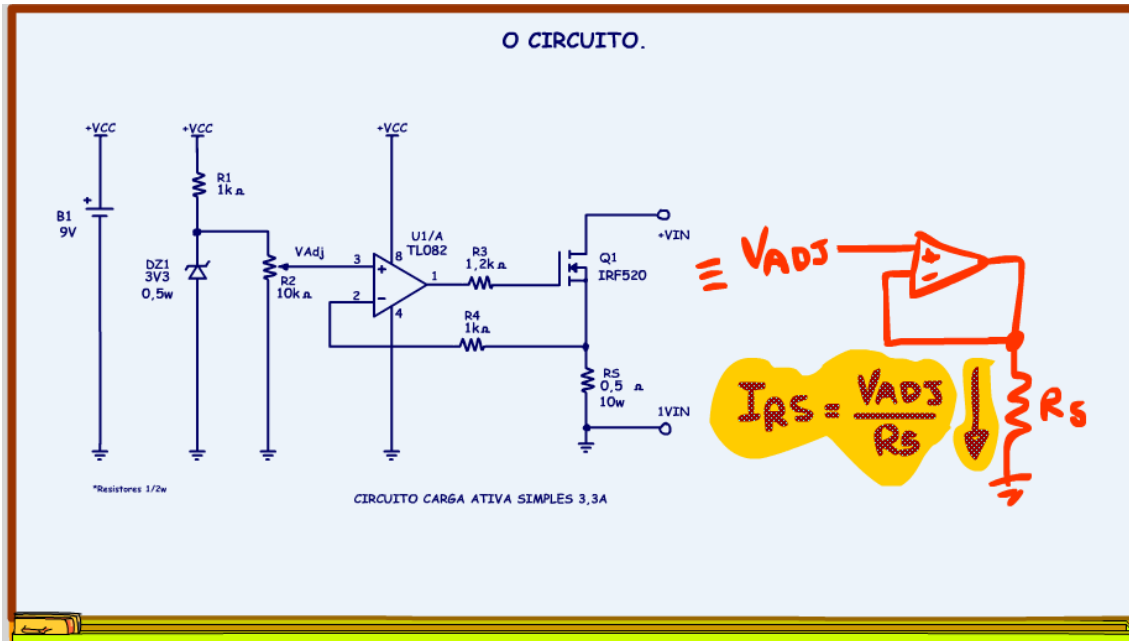 O CIRCUITO.
+VCC
+VCC
+VCC
R1
1kΩ
B1
9V
+
DZ1
3V3
0,5w
R2
10kΩ
VAdj
U1/A
TL082
3
+
2
-
8
4
1
R3
1,2kΩ
R4
1kΩ
Q1
IRF520
+VIN
RS
0,5 Ω
10w
1VIN
*Resistores 1/2w
CIRCUITO CARGA ATIVA SIMPLES 3,3A
≡ VADJ
+
-
IRS = VADJ
RS
RS